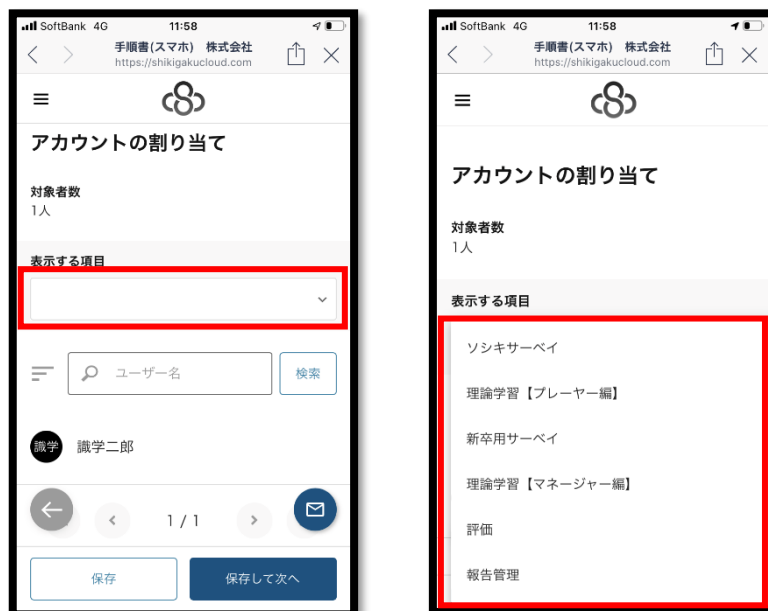 SoftBank 4G 11:58
手順書(スマホ) 株式会社
https://shikigakucloud.com
アカウントの割り当て
対象者数
1人
表示する項目
ユーザー名
検索
識学
識学二郎
1 / 1
保存
保存して次へ
SoftBank 4G 11:58
手順書(スマホ) 株式会社
https://shikigakucloud.com
アカウントの割り当て
対象者数
1人
表示する項目
ソシキサーベイ
理論学習【プレーヤー編】
新卒用サーベイ
理論学習【マネージャー編】
評価
報告管理